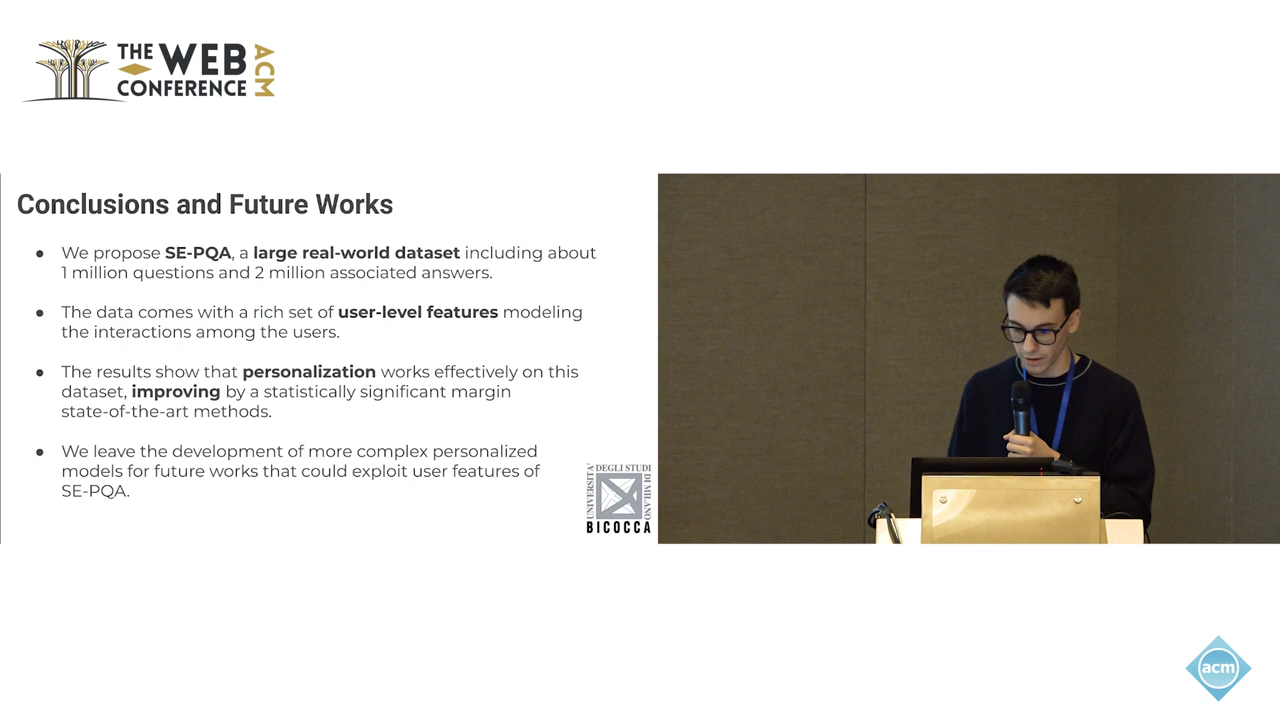 THE WEB
CONFERENCE
ACM
Conclusions and Future Works
● We propose SE-PQA, a large real-world dataset including about
1 million questions and 2 million associated answers.
● The data comes with a rich set of user-level features modeling
the interactions among the users.
● The results show that personalization works effectively on this
dataset, improving by a statistically significant margin
state-of-the-art methods.
● We leave the development of more complex personalized
models for future works that could exploit user features of
SE-PQA.
UNIVERSITA' DEGLI STUDI DI MILANO
BICOCCA
acm